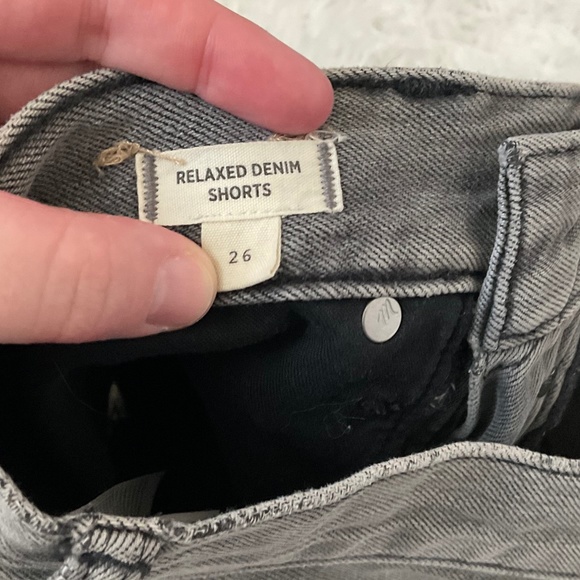 RELAXED DENIM
SHORTS
26
m